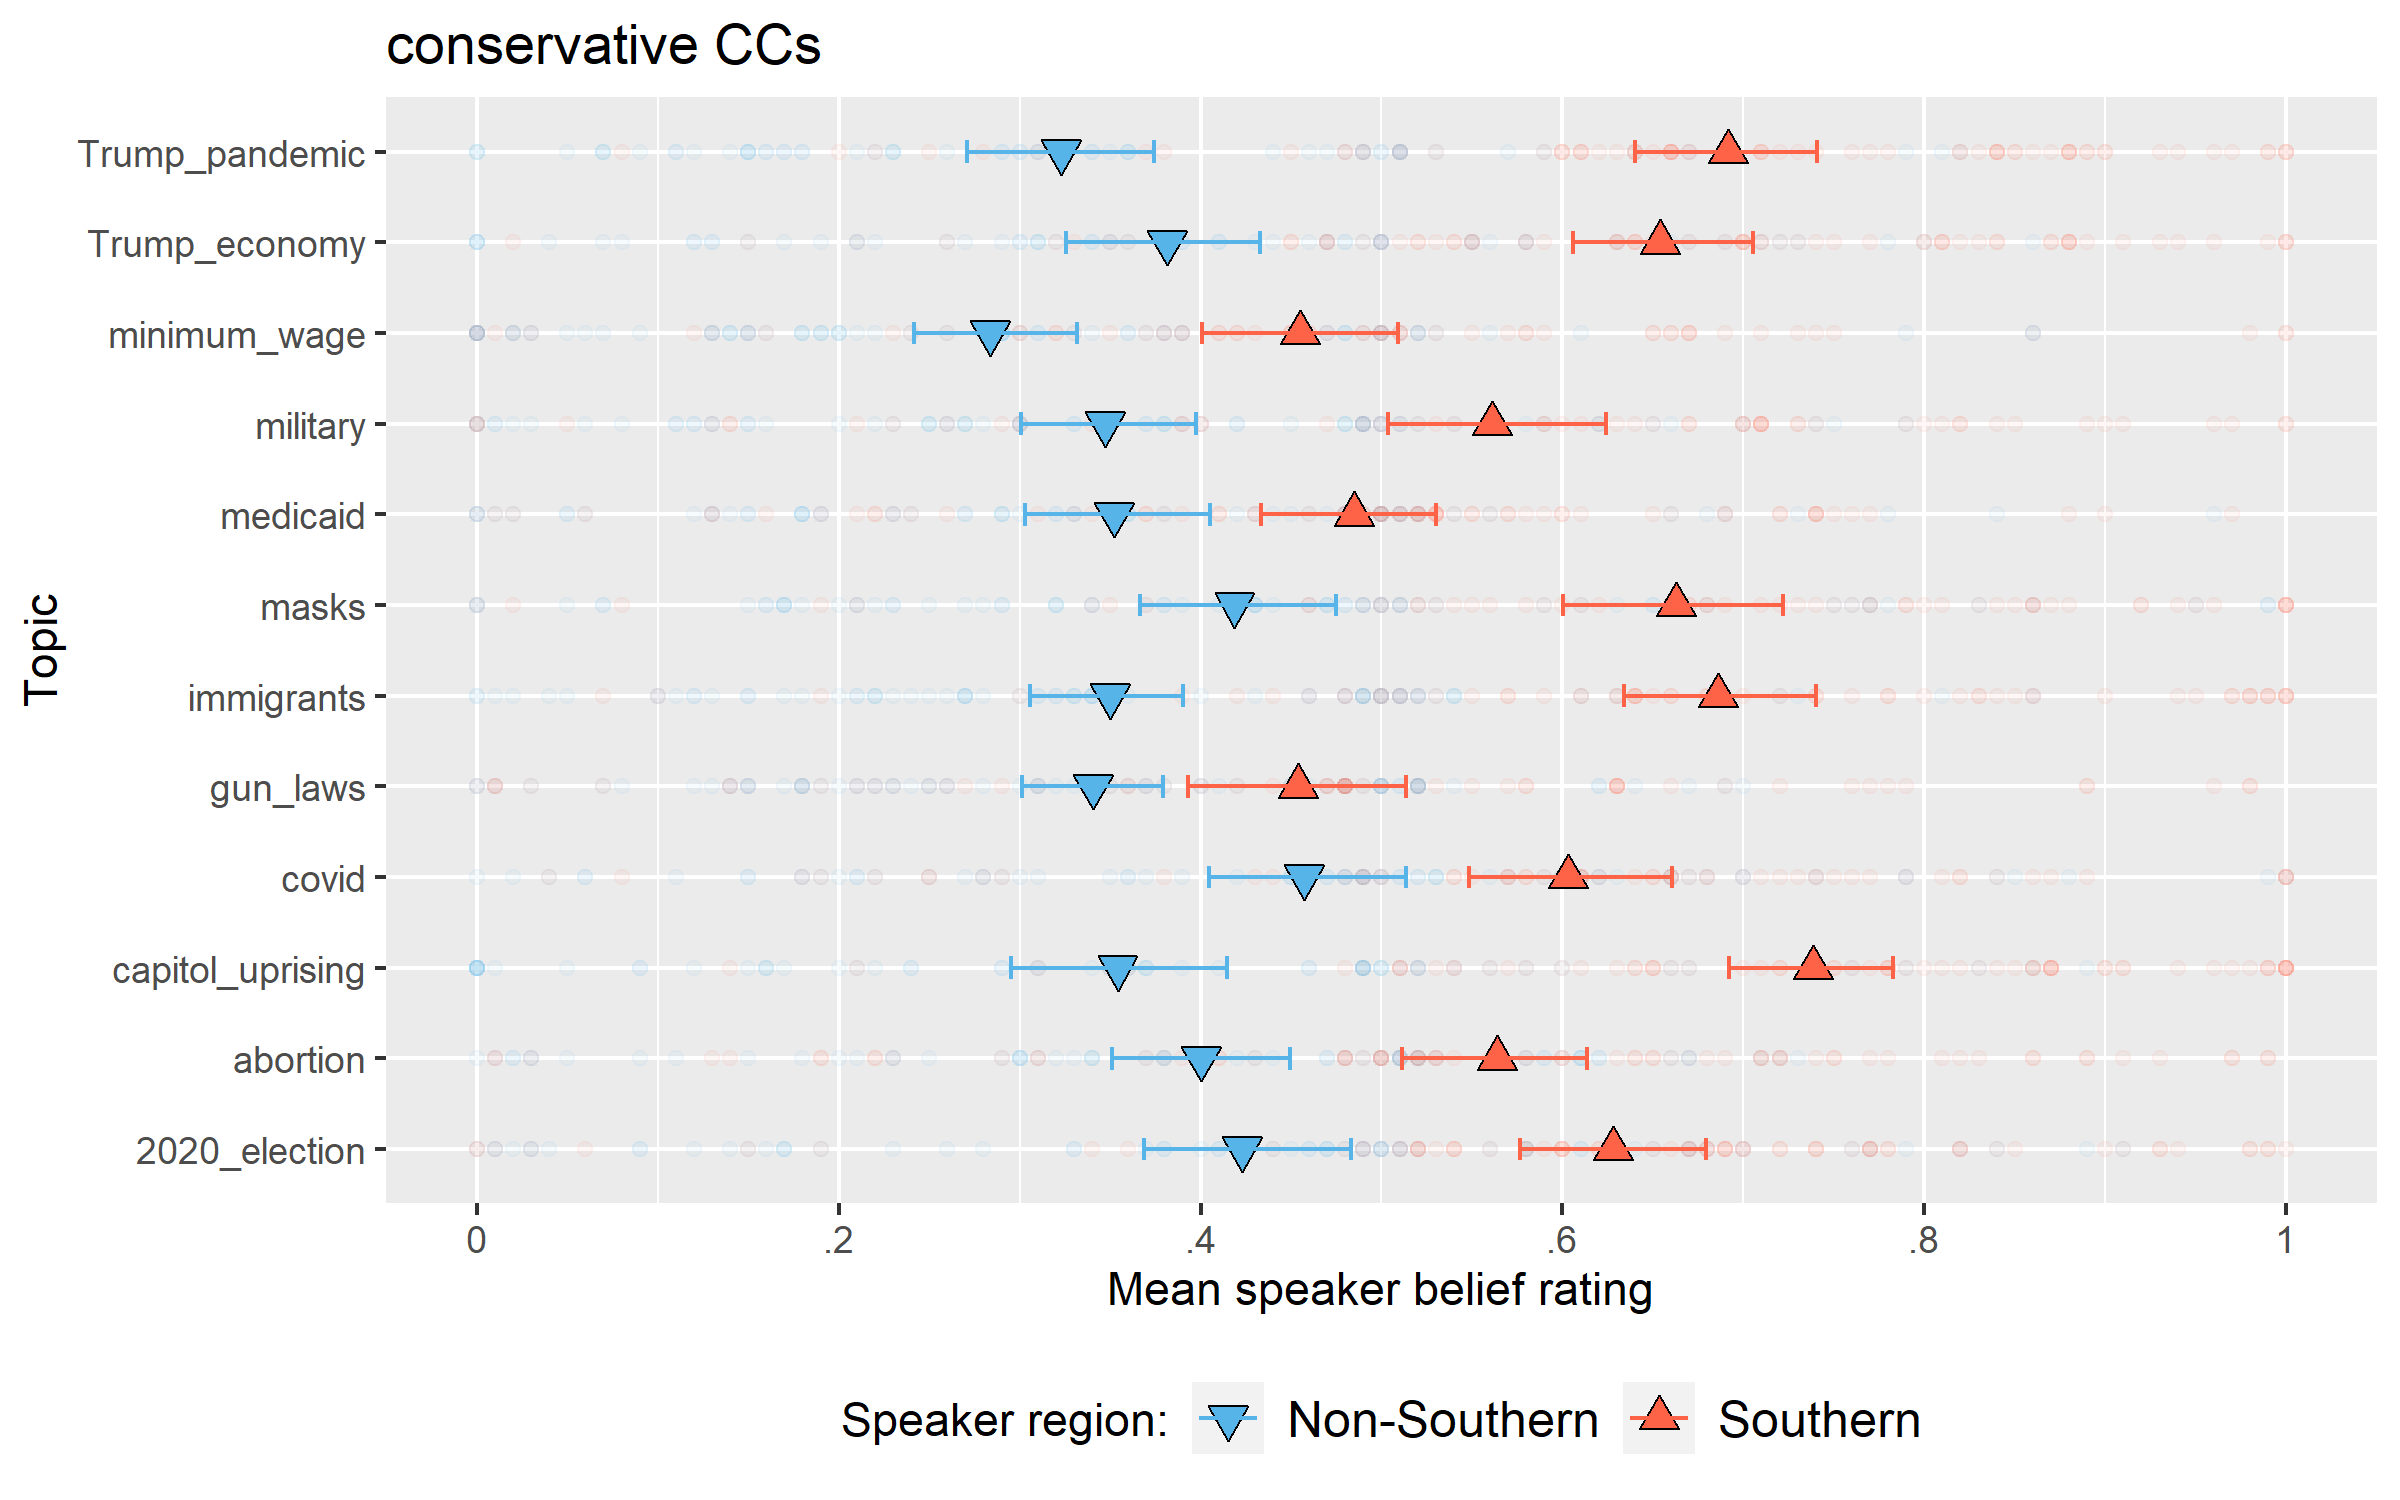 conservative CCs
Trump_pandemic
Trump_economy
minimum_wage
military
medicaid
masks
immigrants
gun_laws
covid
capitol_uprising
abortion
2020_election
Topic
0 .2 .4 .6 .8 1
Mean speaker belief rating
Speaker region: Non-Southern Southern